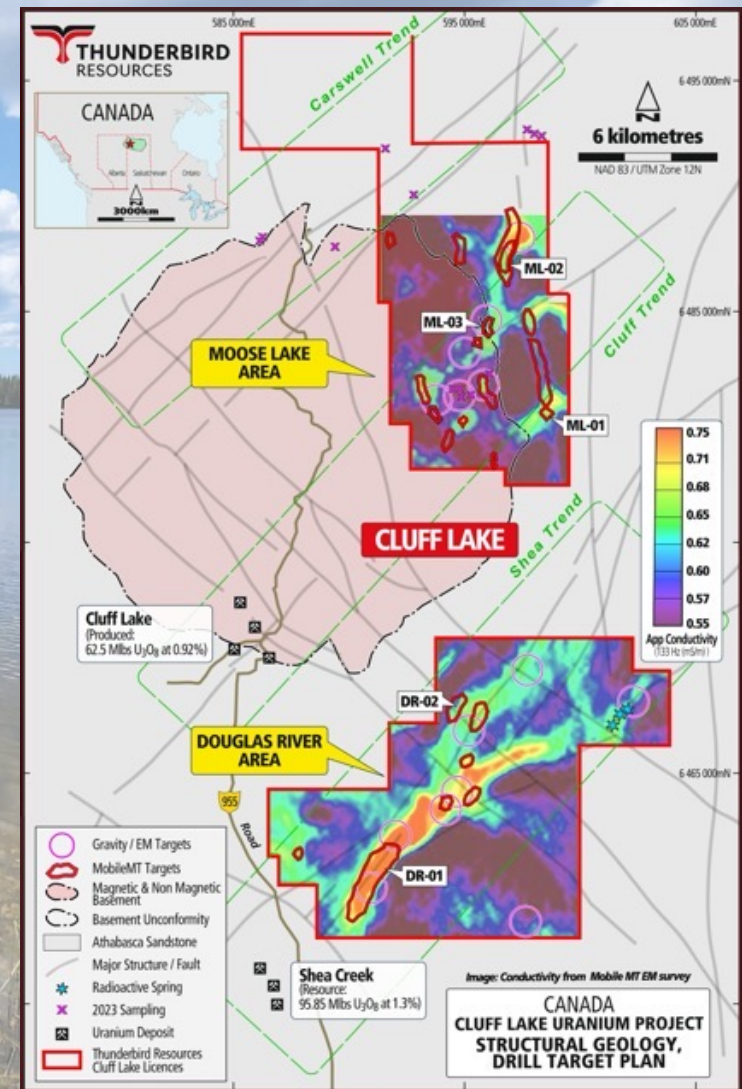 585 000mE
595 000mE
605 000mE
THUNDERBIRD
RESOURCES
CANADA
Alberta
Saskatchewan
Ontario
N
3000km
Carswell Trend
6 495 000mN
N
6 kilometres
NAD 83 / UTM Zone 12N
ML-02
ML-03
6 485 000mN
Cluff Trend
MOOSE LAKE
AREA
ML-01
0.75
0.71
0.68
0.65
0.62
0.57
0.55
App Conductivity
(133 Hz (mS/m))
CLUFF LAKE
Shea Trend
Cluff Lake
(Produced:
62.5 Mlbs U₃O₈ at 0.92%)
DR-02
DOUGLAS RIVER
AREA
6 465 000mN
955
Road
DR-01
Gravity / EM Targets
MobileMT Targets
Magnetic & Non Magnetic
Basement
Basement Unconformity
Athabasca Sandstone
Major Structure / Fault
Radioactive Spring
2023 Sampling
Uranium Deposit
Thunderbird Resources
Cluff Lake Licences
Shea Creek
(Resource:
95.85 Mlbs U₃O₈ at 1.3%)
Image: Conductivity from Mobile MT EM survey
CANADA
CLUFF LAKE URANIUM PROJECT
STRUCTURAL GEOLOGY,
DRILL TARGET PLAN